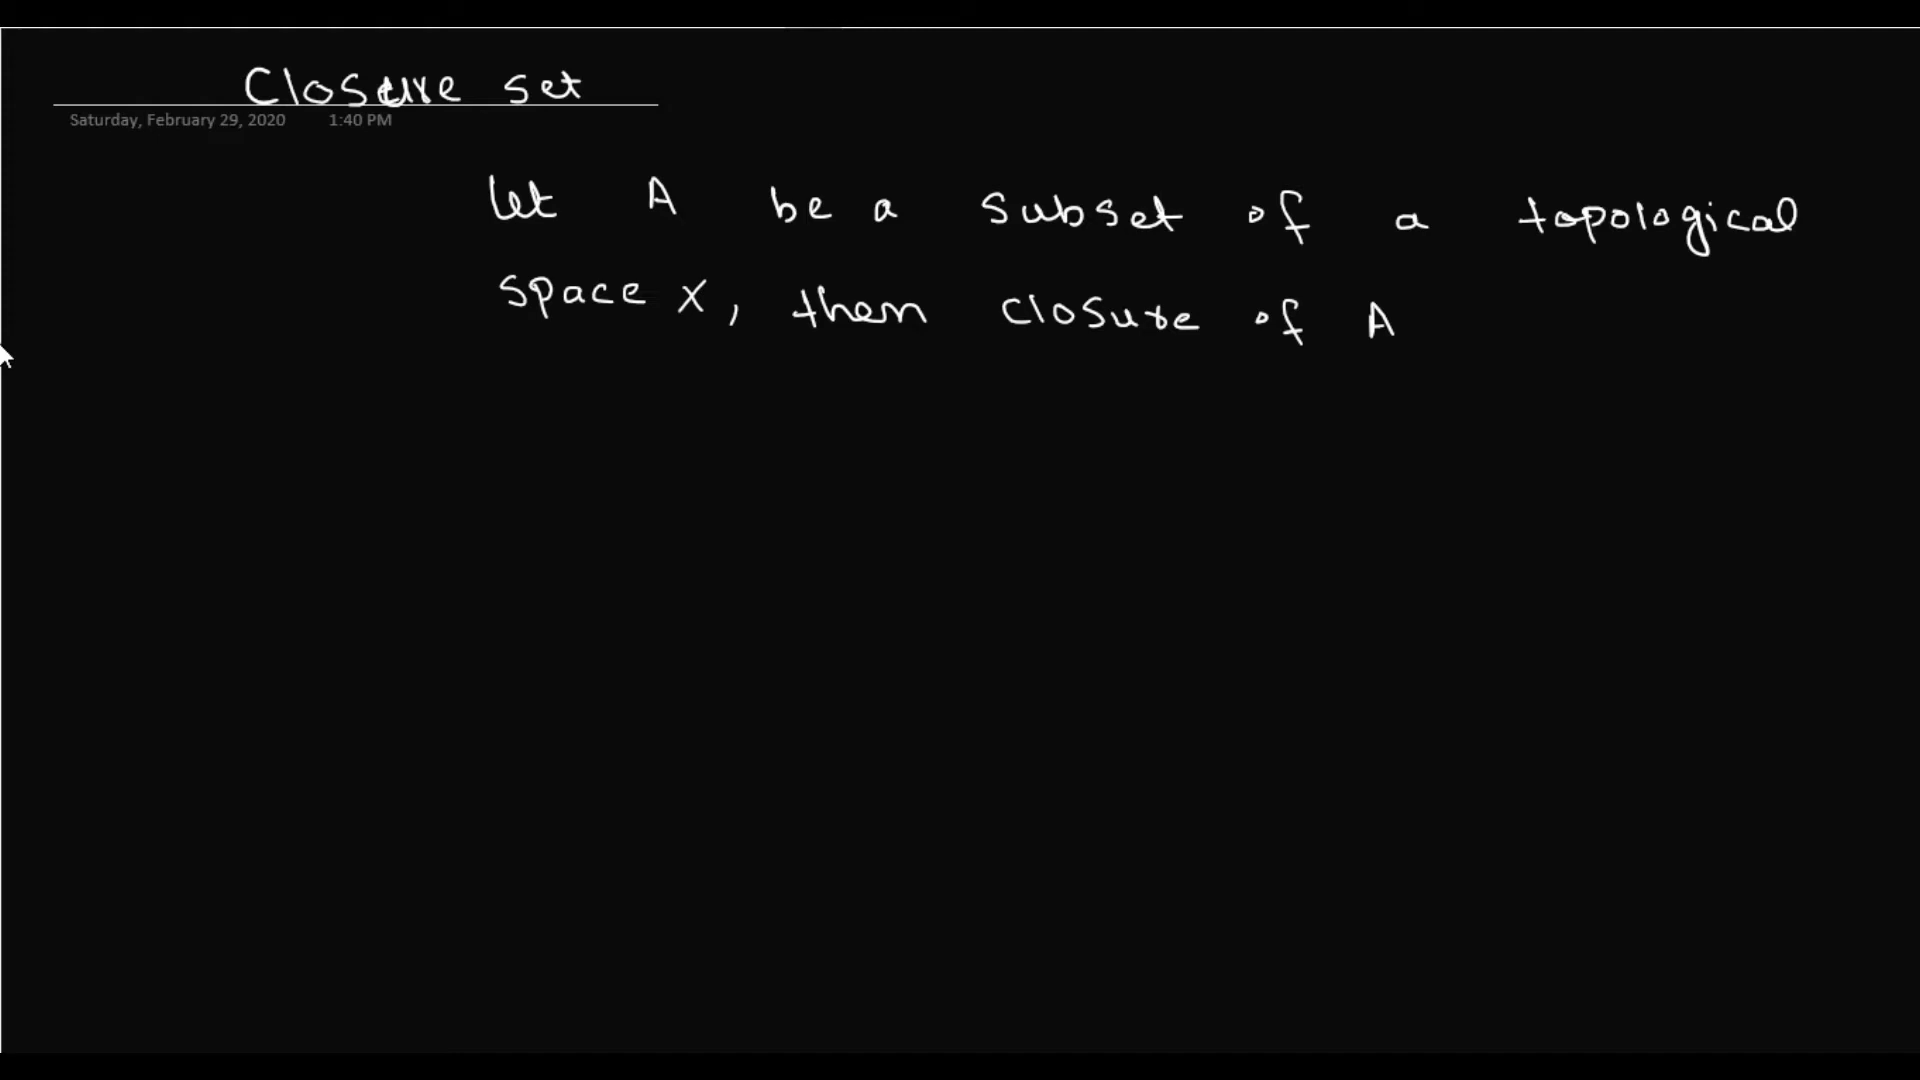 Closure set
Saturday, February 29, 2020 1:40 PM
Let A be a subset of a topological
space X, then closure of A